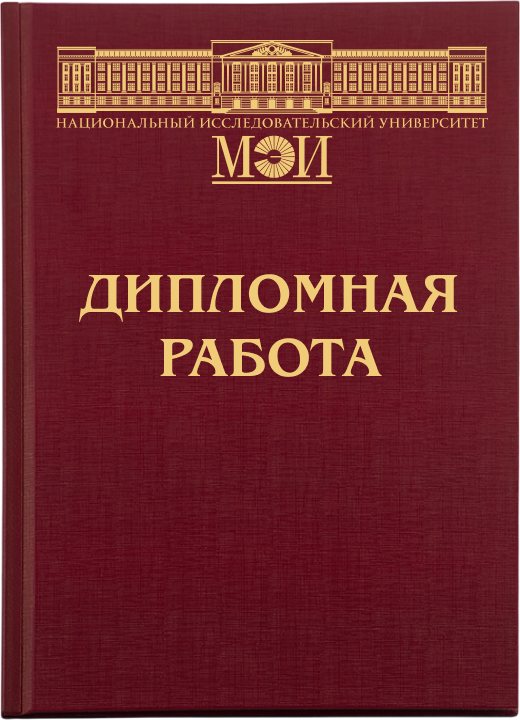 НАЦИОНАЛЬНЫЙ ИССЛЕДОВАТЕЛЬСКИЙ УНИВЕРСИТЕТ
МЭИ
ДИПЛОМНАЯ
РАБОТА